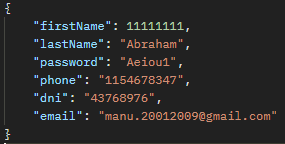 {
"firstName": 11111111,
"lastName": "Abraham",
"password": "Aeiou1",
"phone": "1154678347",
"dni": "43768976",
"email": "manu.20012009@gmail.com"
}